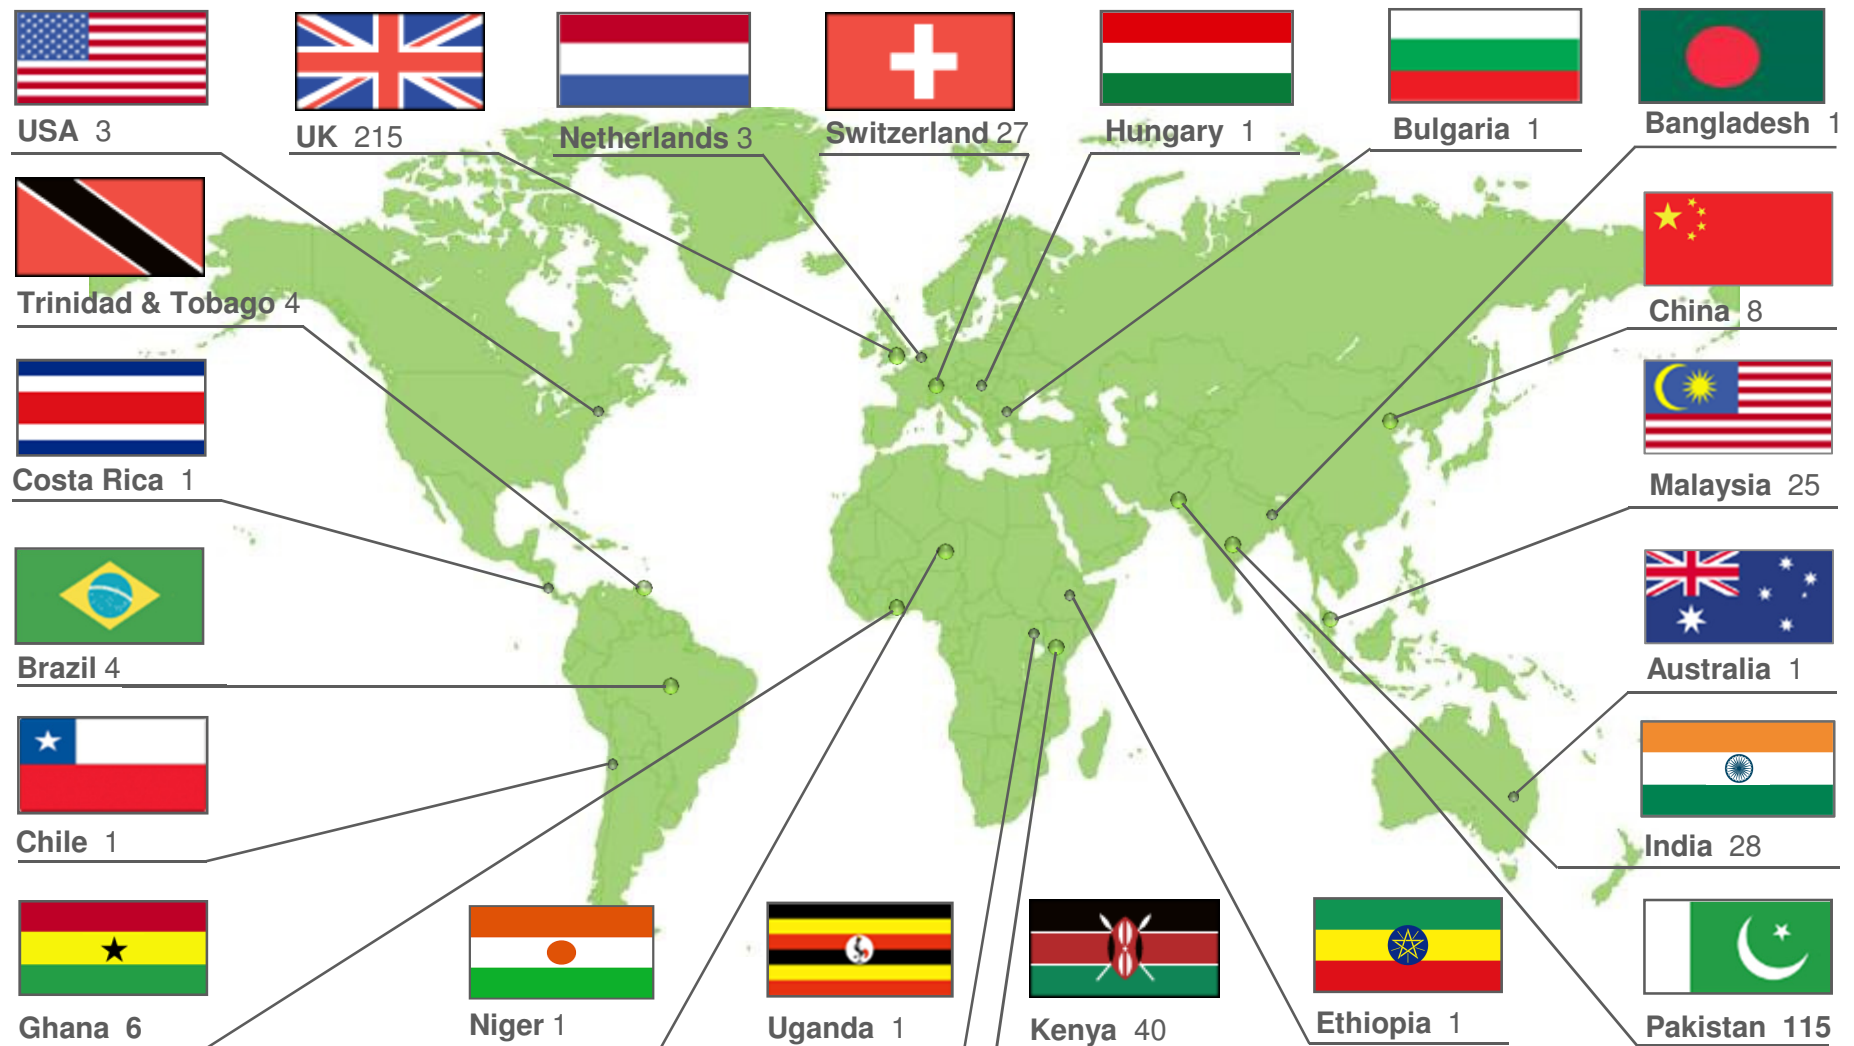 USA 3
UK 215
Netherlands 3
Switzerland 27
Hungary 1
Bulgaria 1
Bangladesh 1
Trinidad & Tobago 4
China 8
Costa Rica 1
Malaysia 25
Brazil 4
Australia 1
Chile 1
India 28
Ghana 6
Niger 1
Uganda 1
Kenya 40
Ethiopia 1
Pakistan 115